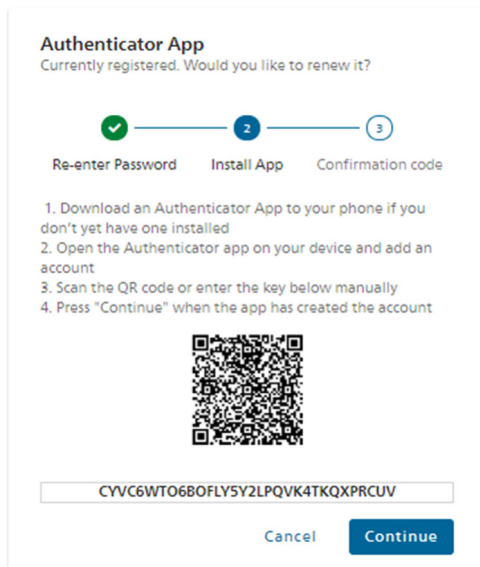 Authenticator App
Currently registered. Would you like to renew it?
2
3
Re-enter Password
Install App
Confirmation code
1. Download an Authenticator App to your phone if you
don't yet have one installed
2. Open the Authenticator app on your device and add an
account
3. Scan the QR code or enter the key below manually
4. Press "Continue" when the app has created the account
CYVC6WTO6BOFLY5Y2LPQVK4TKQXPRCUV
Cancel
Continue